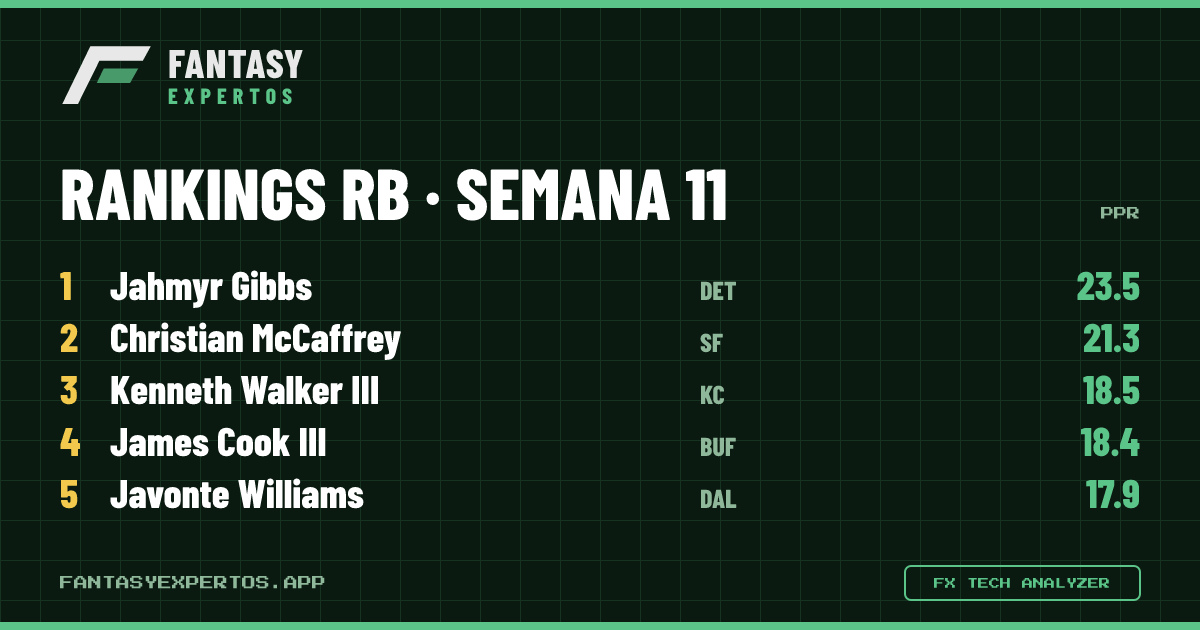 FANTASY
EXPERTOS
RANKINGS RB · SEMANA 11
PPR
1 Jahmyr Gibbs DET 23.5
2 Christian McCaffrey SF 21.3
3 Kenneth Walker III KC 18.5
4 James Cook III BUF 18.4
5 Javonte Williams DAL 17.9
FANTASYEXPERTOS.APP
FX TECH ANALYZER